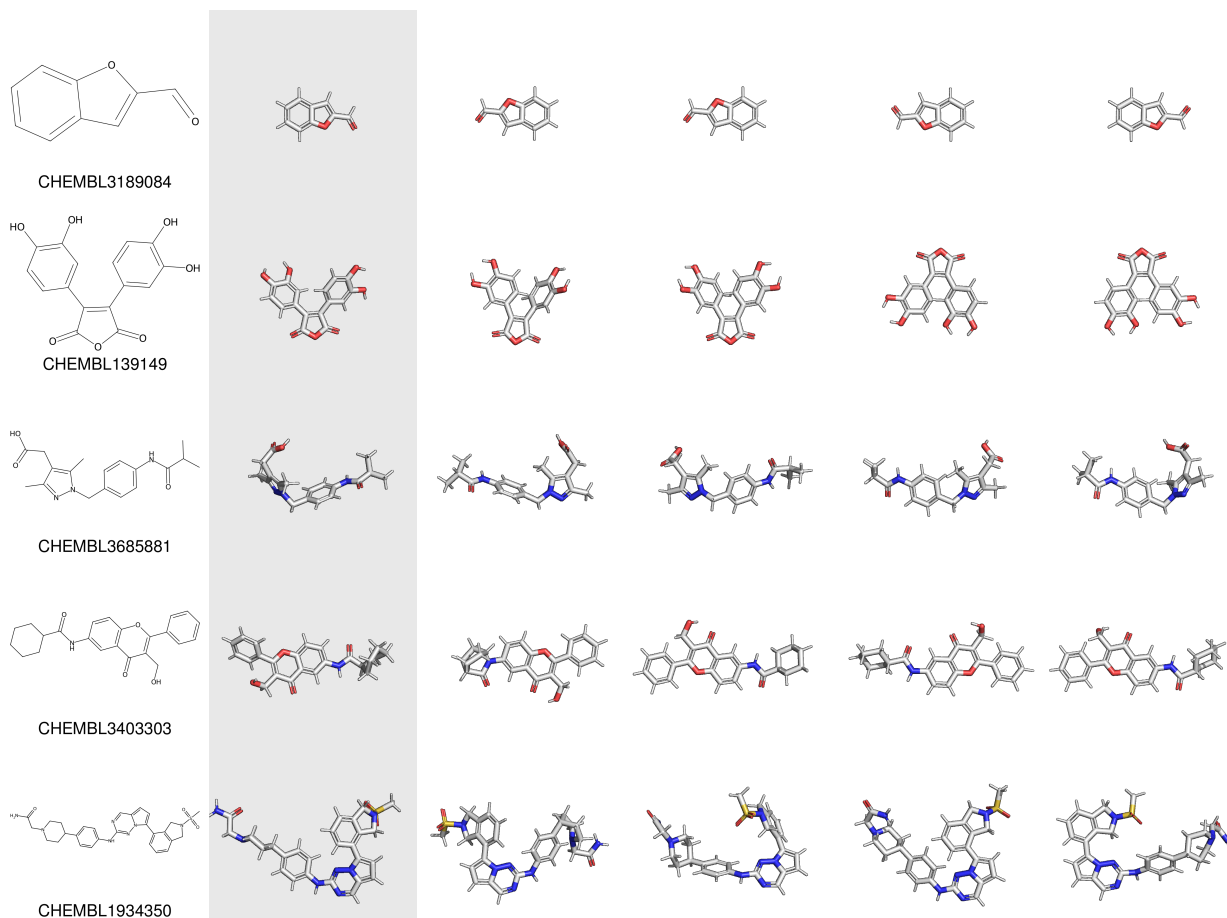 O
O
CHEMBL3189084
OH
HO
OH
OH
O
O
O
CHEMBL139149
HO
O
H
N
N
N
O
CHEMBL3685881
O
O
N
H
O
OH
CHEMBL3403303
O
H₂N
CHEMBL1934350